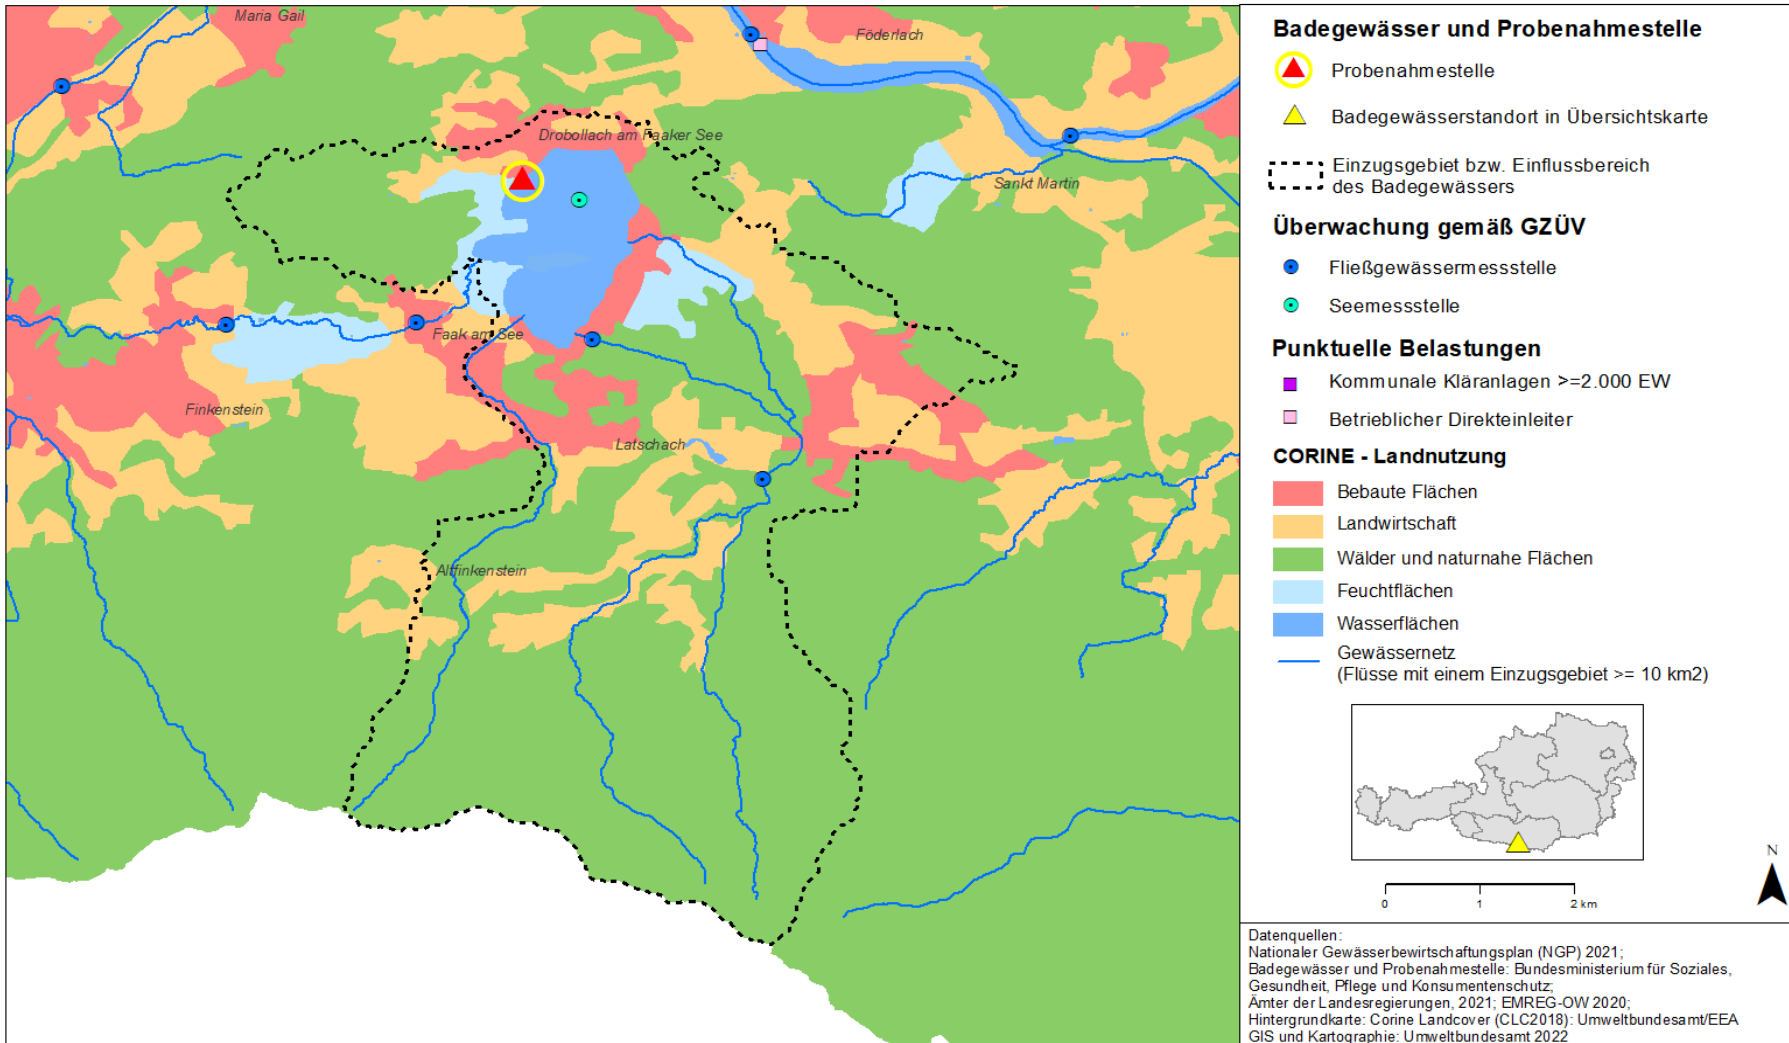 Maria Gail
Föderlach
Drobollach am Faaker See
Sankt Martin
Faak am See
Finkenstein
Latschach
Altfinkenstein
Badegewässer und Probenahmestelle
Probenahmestelle
Badegewässerstandort in Übersichtskarte
Einzugsgebiet bzw. Einflussbereich
des Badegewässers
Überwachung gemäß GZÜV
Fließgewässermessstelle
Seemessstelle
Punktuelle Belastungen
Kommunale Kläranlagen >=2.000 EW
Betrieblicher Direkteinleiter
CORINE - Landnutzung
Bebaute Flächen
Landwirtschaft
Wälder und naturnahe Flächen
Feuchtflächen
Wasserflächen
Gewässernetz
(Flüsse mit einem Einzugsgebiet >= 10 km2)
N
0 1 2 km
Datenquellen:
Nationaler Gewässerbewirtschaftungsplan (NGP) 2021;
Badegewässer und Probenahmestelle: Bundesministerium für Soziales,
Gesundheit, Pflege und Konsumentenschutz;
Ämter der Landesregierungen, 2021; EMREG-OW 2020;
Hintergrundkarte: Corine Landcover (CLC2018): Umweltbundesamt/EEA
GIS und Kartographie: Umweltbundesamt 2022